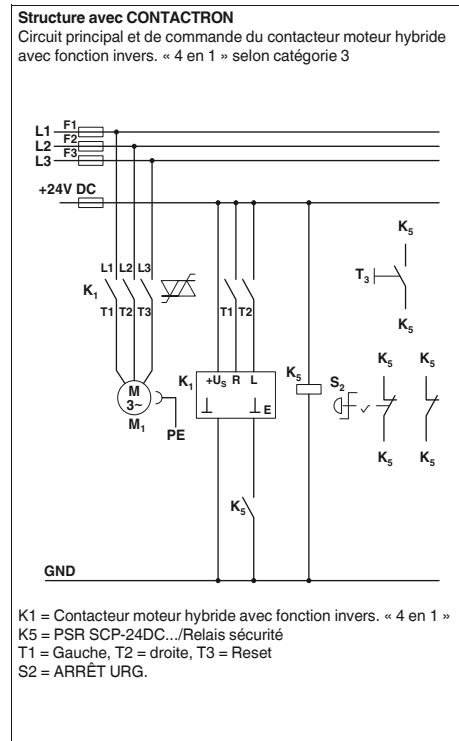 Structure avec CONTACTRON
Circuit principal et de commande du contacteur moteur hybride
avec fonction invers. « 4 en 1 » selon catégorie 3
L1 F1
L2 F2
L3 F3
+24V DC
K5
L1 L2 L3
T3
K1
T1 T2 T3
T1 T2
K5
K5 K5
K1 +US R L
K5
S2
M
3~
E
M1
PE
K5 K5
K5
GND
K1 = Contacteur moteur hybride avec fonction invers. « 4 en 1 »
K5 = PSR SCP-24DC.../Relais sécurité
T1 = Gauche, T2 = droite, T3 = Reset
S2 = ARRÊT URG.